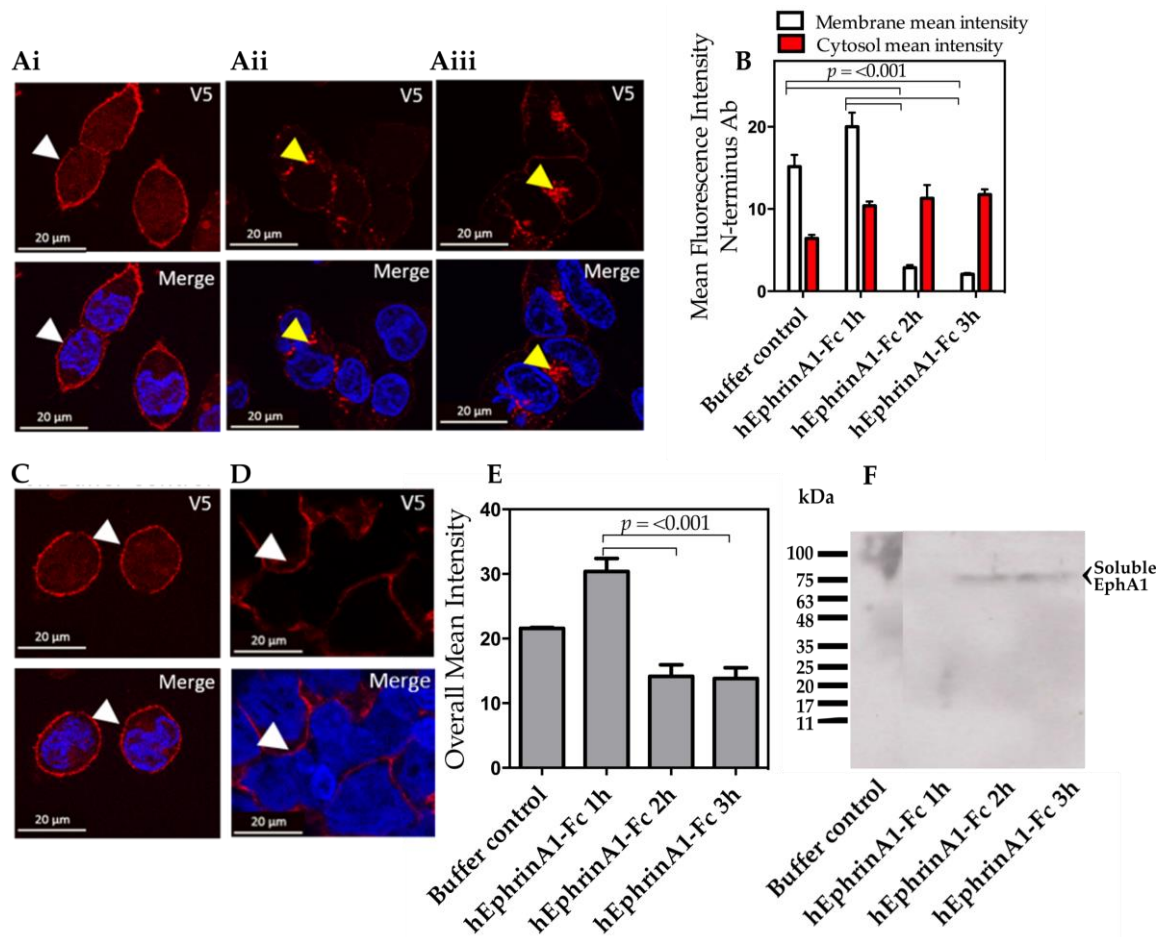 Ai
Aii
Aiii
V5
V5
V5
20 µm
20 µm
20 µm
Merge
Merge
Merge
20 µm
20 µm
20 µm
Membrane mean intensity
Cytosol mean intensity
B
p = <0.001
Mean Fluorescence Intensity
N-terminus Ab
20
10
0
Buffer control
hEphrinA1-Fc 1h
hEphrinA1-Fc 2h
hEphrinA1-Fc 3h
C
D
V5
V5
20 µm
20 µm
Merge
Merge
20 µm
20 µm
E
p = <0.001
Overall Mean Intensity
40
30
20
10
0
Buffer control
hEphrinA1-Fc 1h
hEphrinA1-Fc 2h
hEphrinA1-Fc 3h
F
kDa
100
75
63
48
35
25
20
17
11
Soluble
EphA1
Buffer control
hEphrinA1-Fc 1h
hEphrinA1-Fc 2h
hEphrinA1-Fc 3h